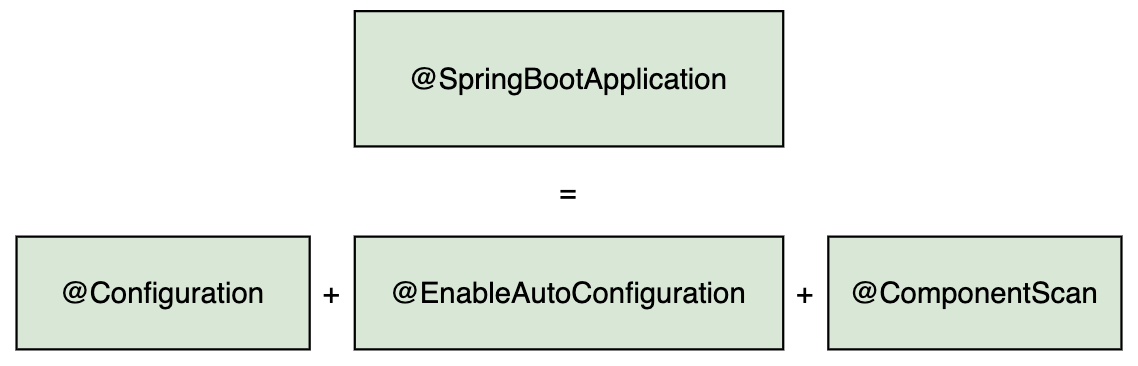 @SpringBootApplication
=
@Configuration + @EnableAutoConfiguration + @ComponentScan